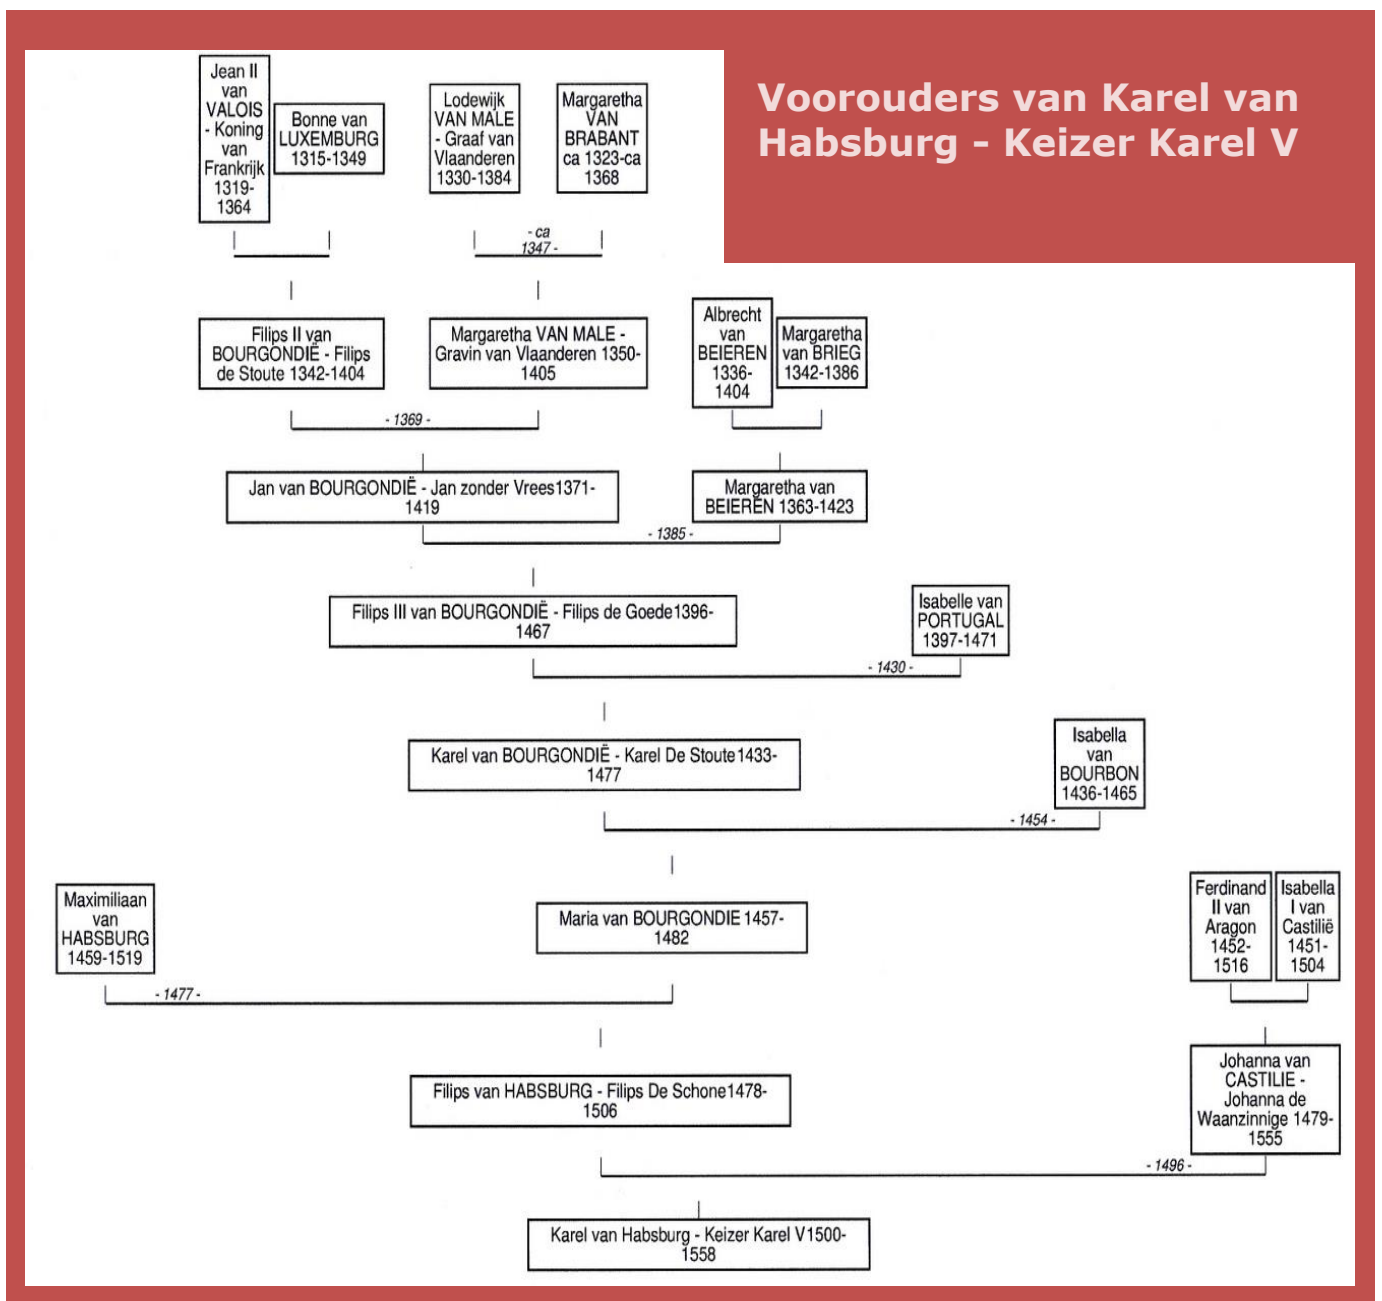 Voorouders van Karel van
Habsburg - Keizer Karel V
Jean II
van
VALOIS
- Koning
van
Frankrijk
1319-
1364
Bonne van
LUXEMBURG
1315-1349
Lodewijk
VAN MALE
- Graaf van
Vlaanderen
1330-1384
Margaretha
VAN
BRABANT
ca 1323-ca
1368
- ca
1347 -
Filips II van
BOURGONDIË - Filips
de Stoute 1342-1404
Margaretha VAN MALE -
Gravin van Vlaanderen 1350-
1405
Albrecht
van
BEIEREN
1336-
1404
Margaretha
van BRIEG
1342-1386
- 1369 -
Jan van BOURGONDIË - Jan zonder Vrees1371-
1419
Margaretha van
BEIEREN 1363-1423
- 1385 -
Filips III van BOURGONDIË - Filips de Goede1396-
1467
Isabelle van
PORTUGAL
1397-1471
- 1430 -
Karel van BOURGONDIË - Karel De Stoute1433-
1477
Isabella
van
BOURBON
1436-1465
- 1454 -
Maximiliaan
van
HABSBURG
1459-1519
Maria van BOURGONDIE 1457-
1482
Ferdinand
II van
Aragon
1452-
1516
Isabella
I van
Castilië
1451-
1504
- 1477 -
Filips van HABSBURG - Filips De Schone1478-
1506
Johanna van
CASTILIE -
Johanna de
Waanzinnige 1479-
1555
- 1496 -
Karel van Habsburg - Keizer Karel V1500-
1558